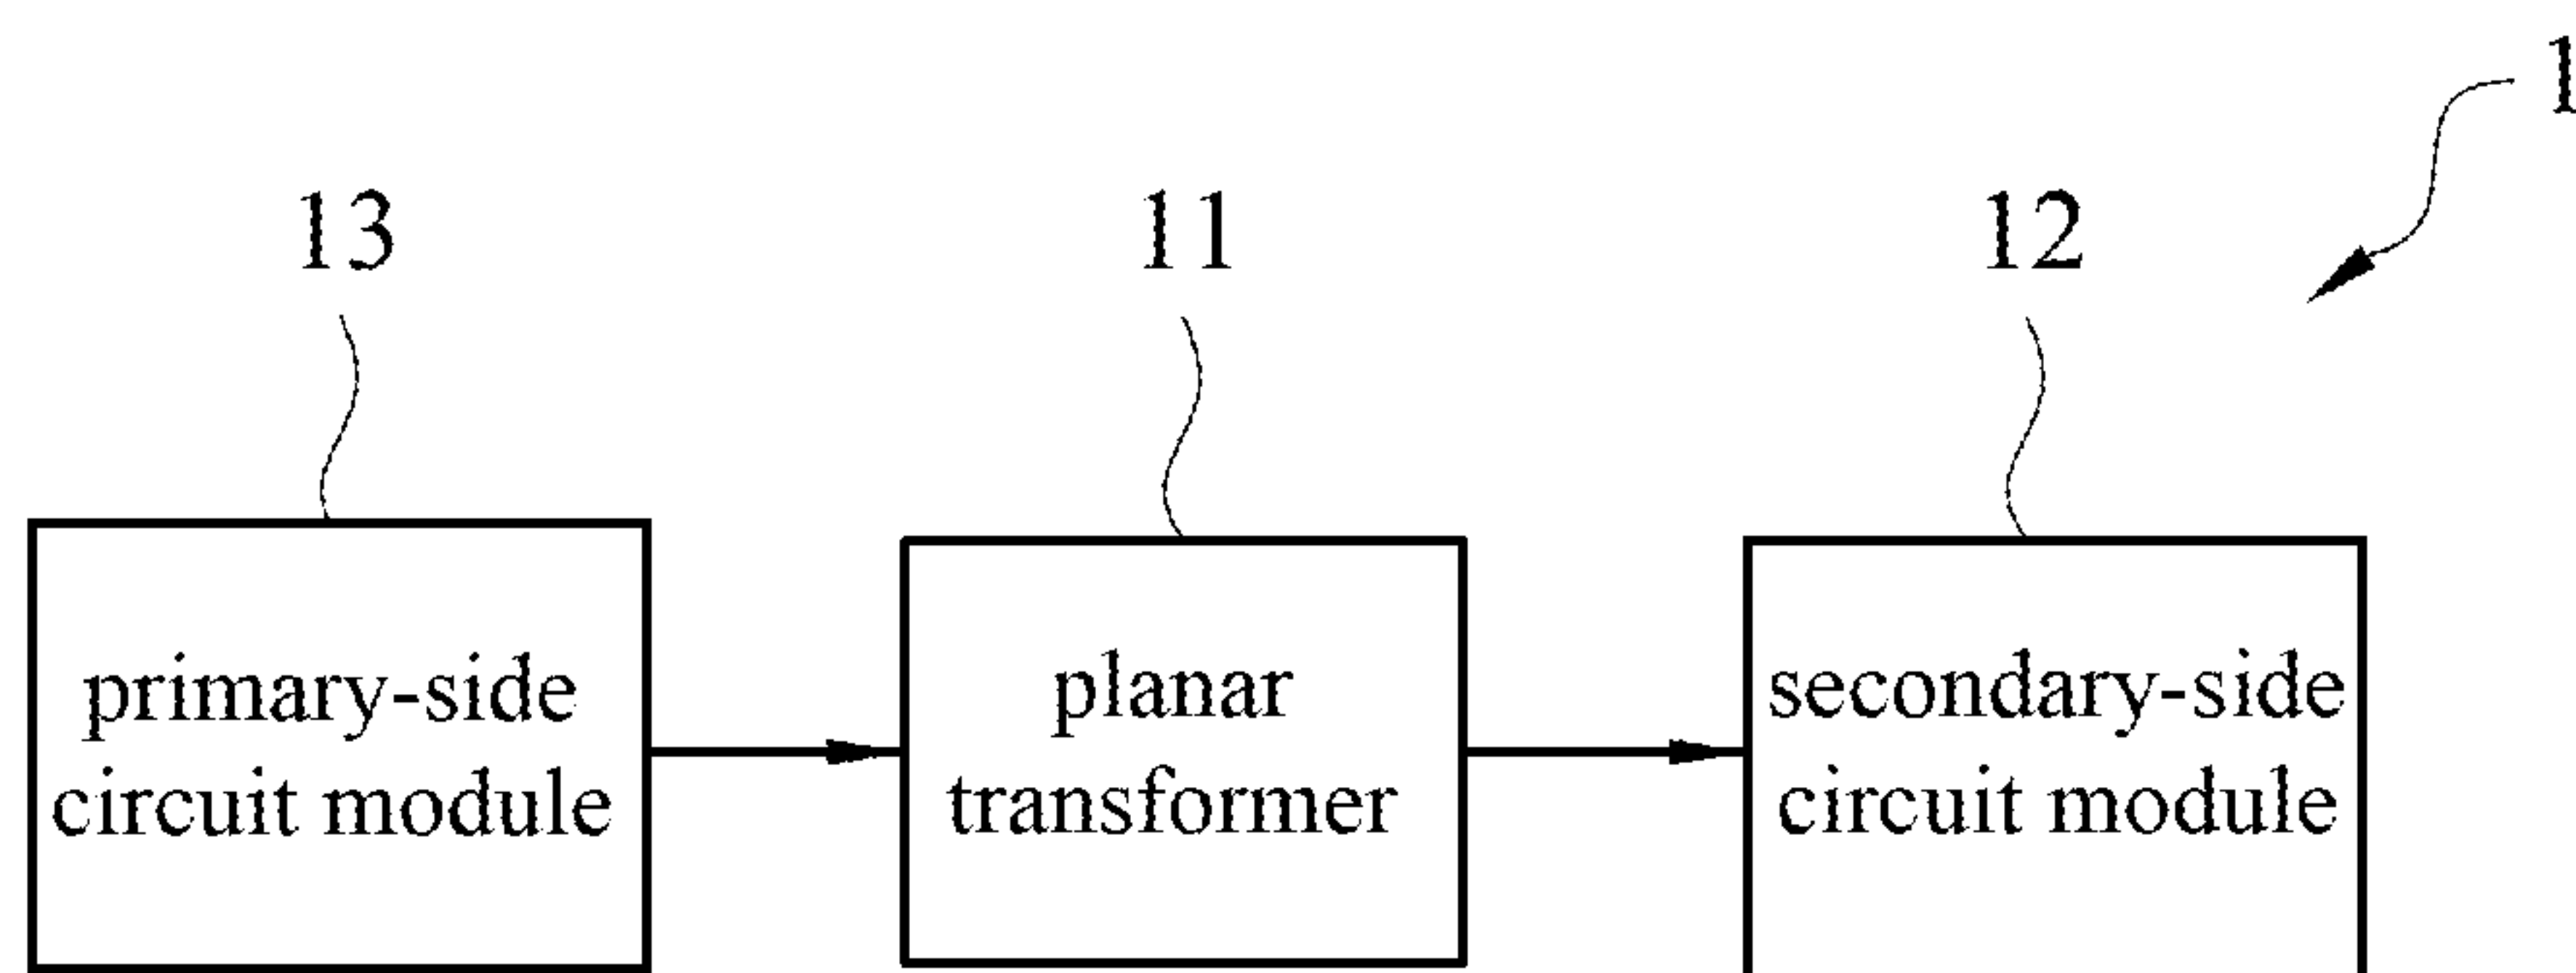 1
13
11
12
primary-side
circuit module
planar
transformer
secondary-side
circuit module